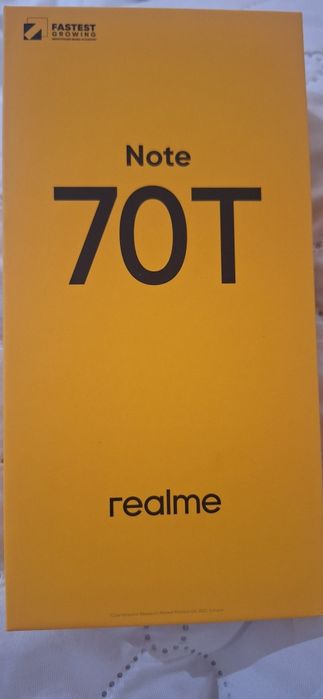 FASTEST
GROWING
Note
70T
realme